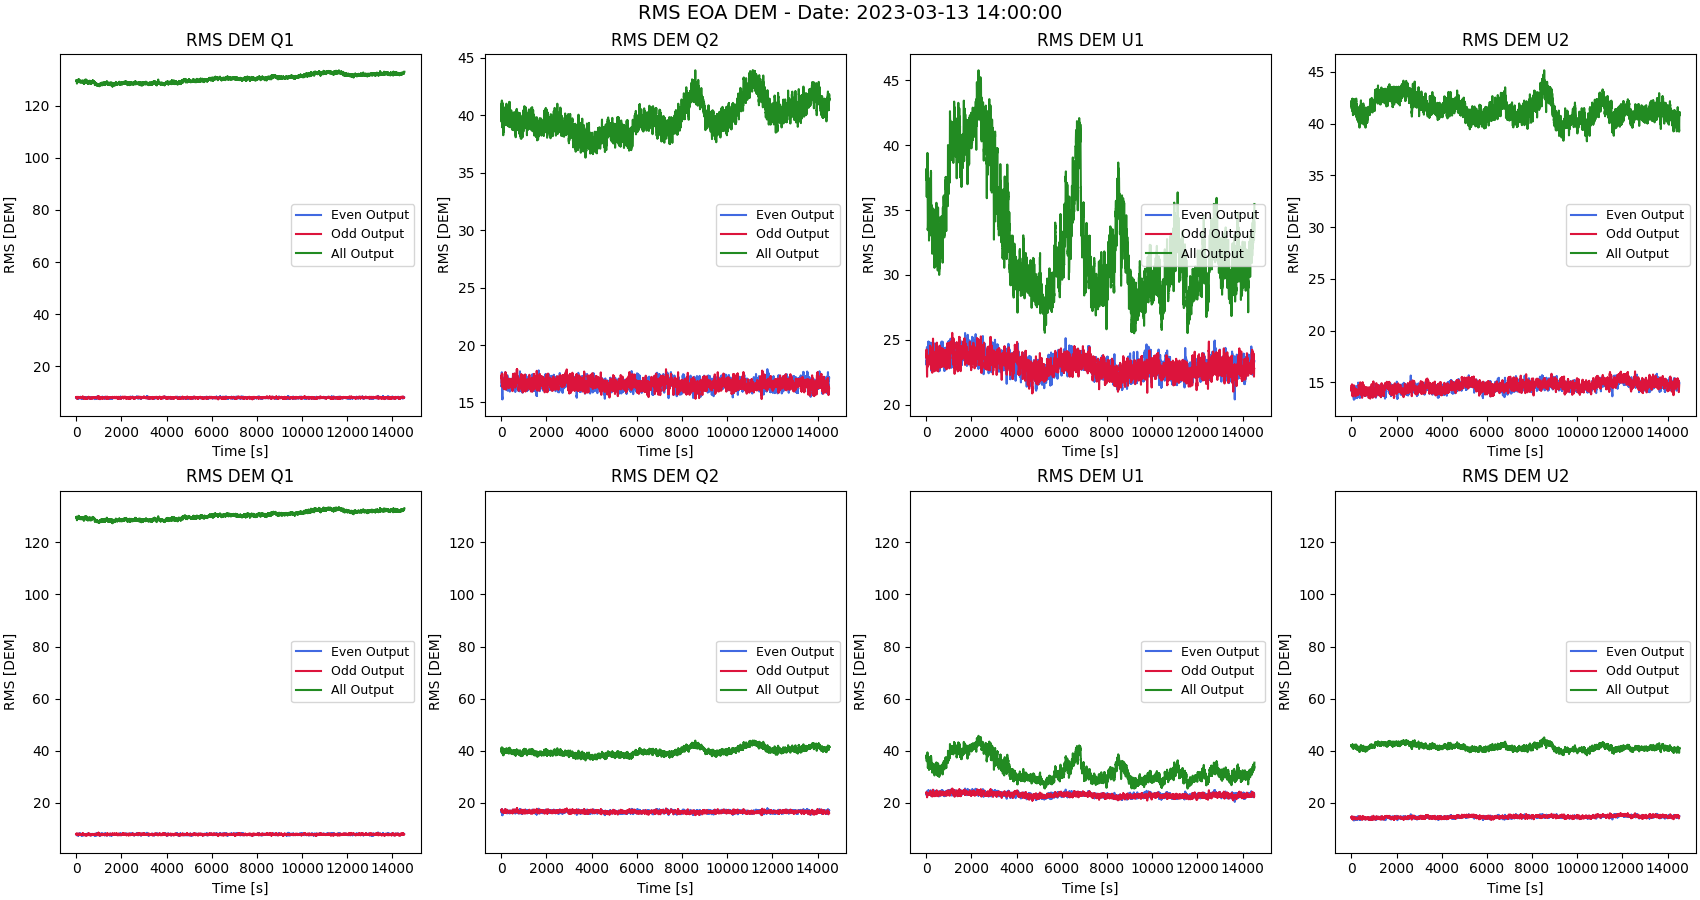 RMS EOA DEM - Date: 2023-03-13 14:00:00
RMS DEM Q1
RMS [DEM]
120
100
80
60
40
20
Even Output
Odd Output
All Output
0 2000 4000 6000 8000 10000 12000 14000
Time [s]
RMS DEM Q2
RMS [DEM]
45
40
35
30
25
20
15
Even Output
Odd Output
All Output
0 2000 4000 6000 8000 10000 12000 14000
Time [s]
RMS DEM U1
RMS [DEM]
45
40
35
30
25
20
Even Output
Odd Output
All Output
0 2000 4000 6000 8000 10000 12000 14000
Time [s]
RMS DEM U2
RMS [DEM]
45
40
35
30
25
20
15
Even Output
Odd Output
All Output
0 2000 4000 6000 8000 10000 12000 14000
Time [s]
RMS DEM Q1
RMS [DEM]
120
100
80
60
40
20
Even Output
Odd Output
All Output
0 2000 4000 6000 8000 10000 12000 14000
Time [s]
RMS DEM Q2
RMS [DEM]
120
100
80
60
40
20
Even Output
Odd Output
All Output
0 2000 4000 6000 8000 10000 12000 14000
Time [s]
RMS DEM U1
RMS [DEM]
120
100
80
60
40
20
Even Output
Odd Output
All Output
0 2000 4000 6000 8000 10000 12000 14000
Time [s]
RMS DEM U2
RMS [DEM]
120
100
80
60
40
20
Even Output
Odd Output
All Output
0 2000 4000 6000 8000 10000 12000 14000
Time [s]